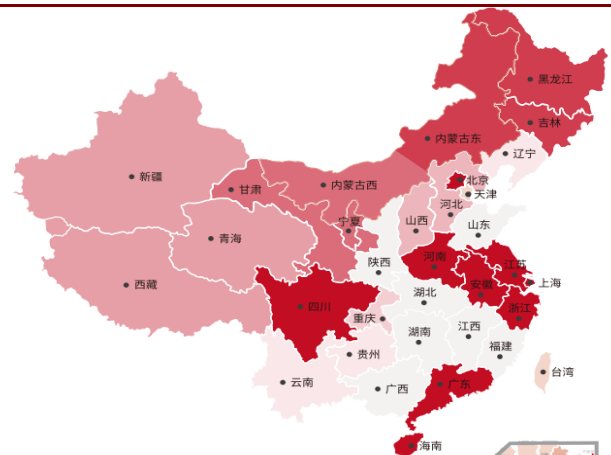 黑龙江
吉林
内蒙古东
辽宁
新疆
甘肃
内蒙古西
北京
天津
河北
宁夏
山西
山东
青海
陕西
河南
西藏
江苏
上海
安徽
四川
湖北
浙江
重庆
湖南
江西
福建
贵州
云南
广西
广东
台湾
海南